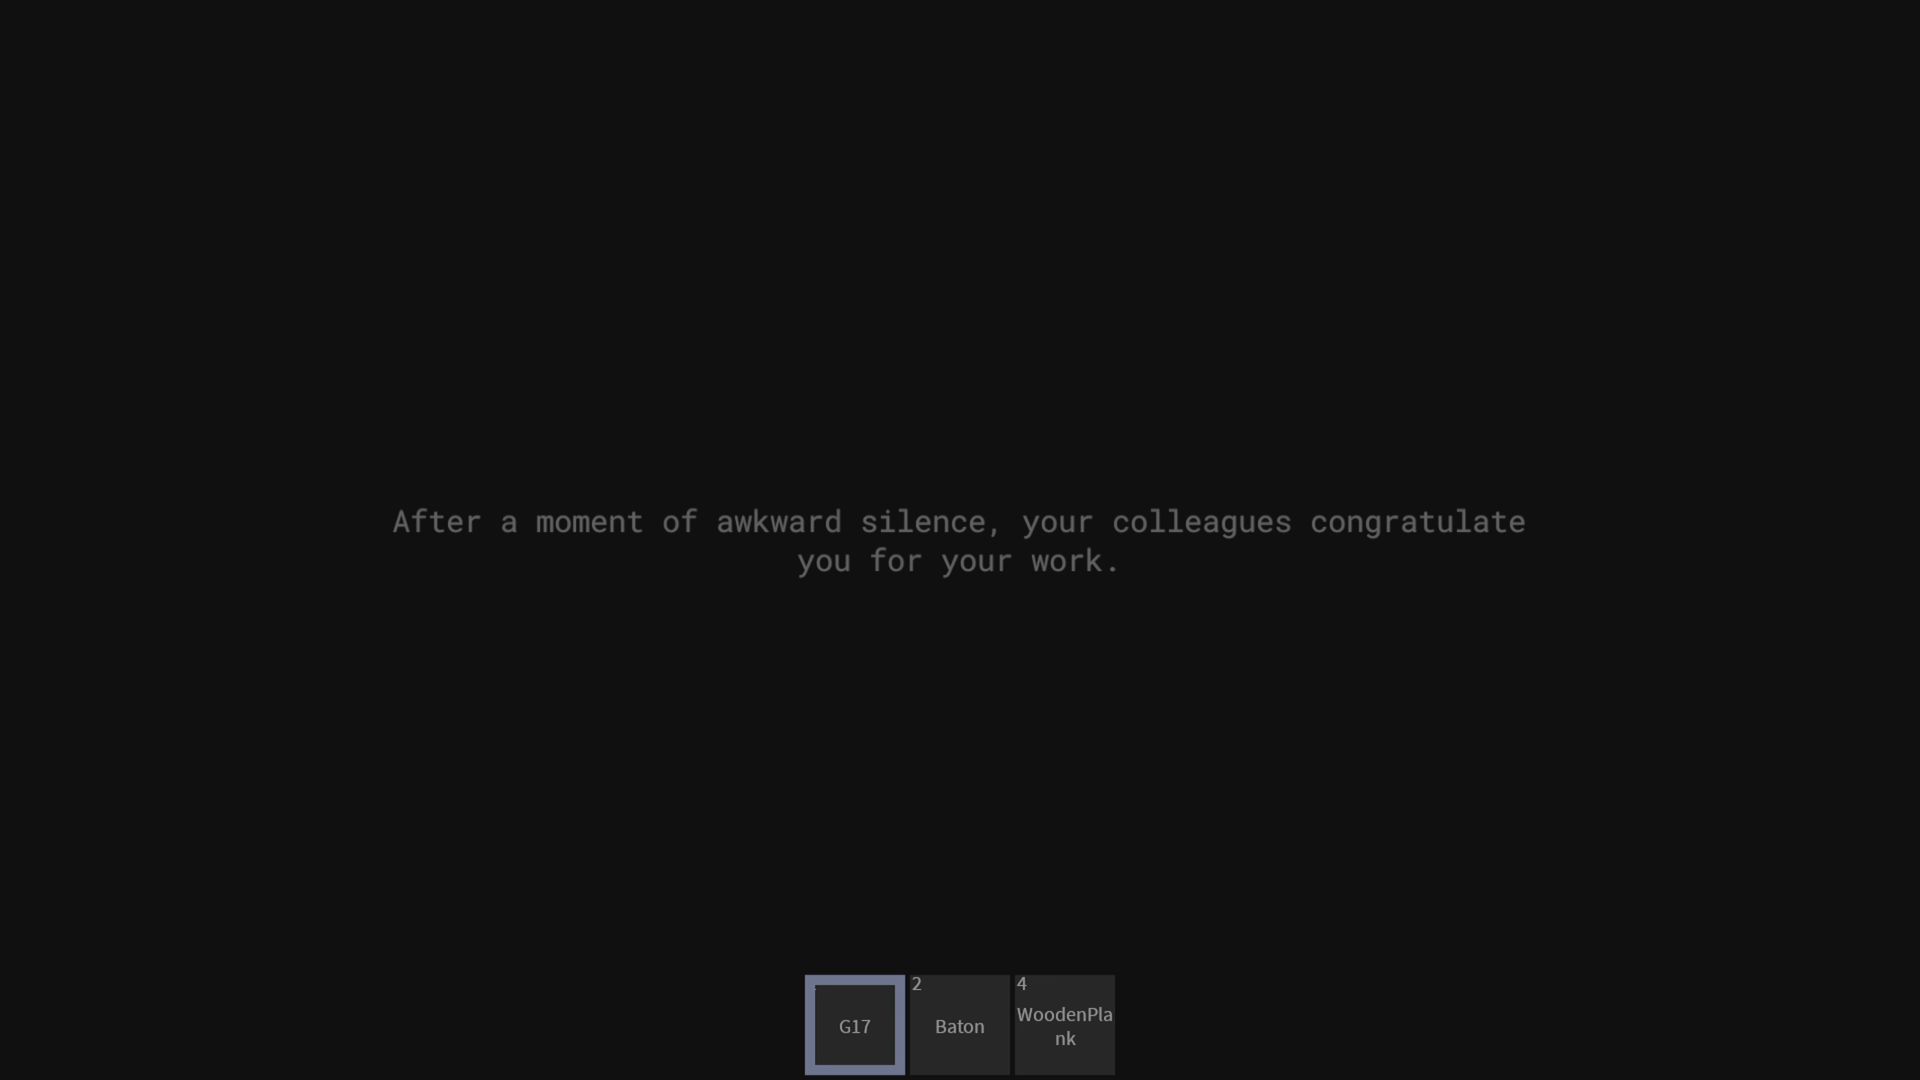 After a moment of awkward silence, your colleagues congratulate
you for your work.
2
4
G17
Baton
WoodenPla
nk